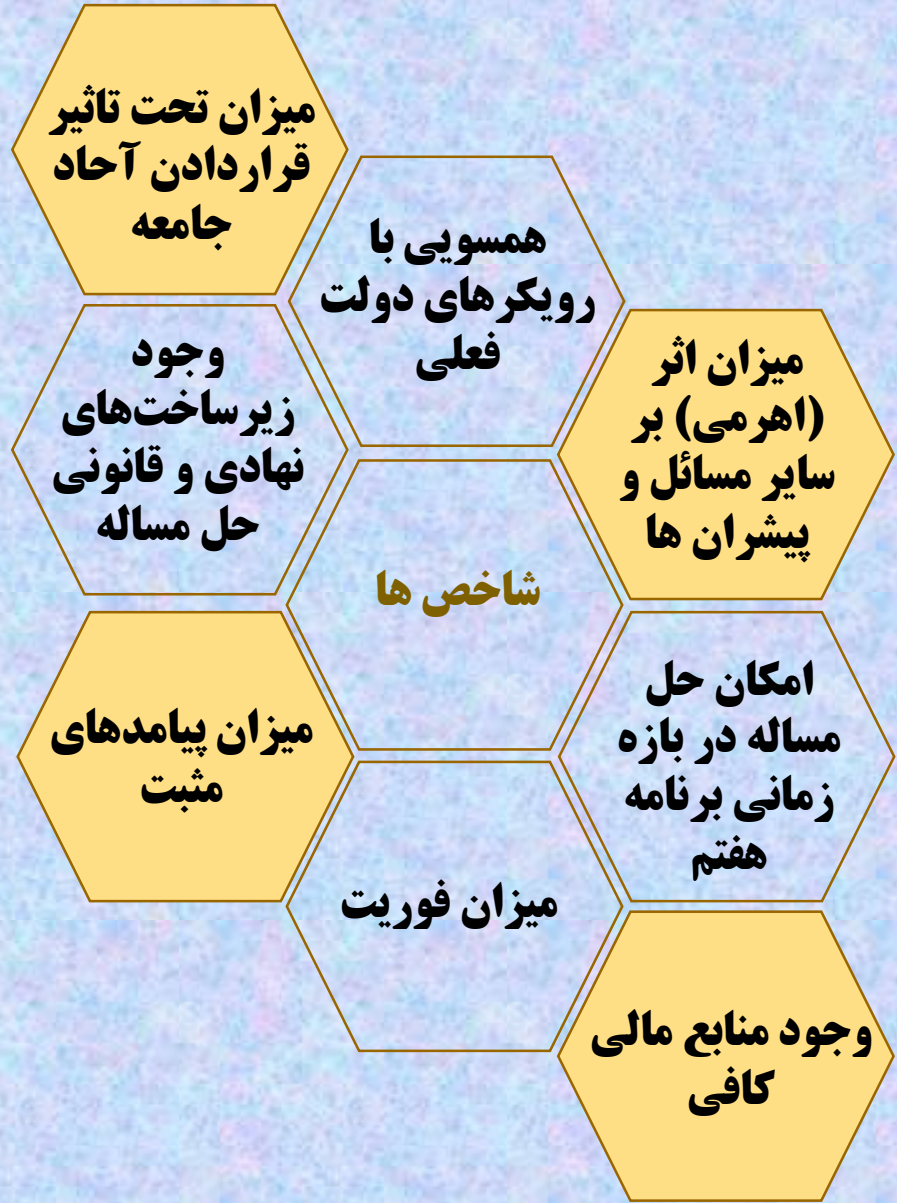 میزان تحت تاثیر
قراردادن آحاد
جامعه
همسویی با
رویکرهای دولت
فعلی
وجود
زیرساخت‌های
نهادی و قانونی
حل مساله
میزان اثر
(اهرمی) بر
سایر مسائل و
پیشران ها
شاخص ها
میزان پیامدهای
مثبت
امکان حل
مساله در بازه
زمانی برنامه
هفتم
میزان فوریت
وجود منابع مالی
کافی